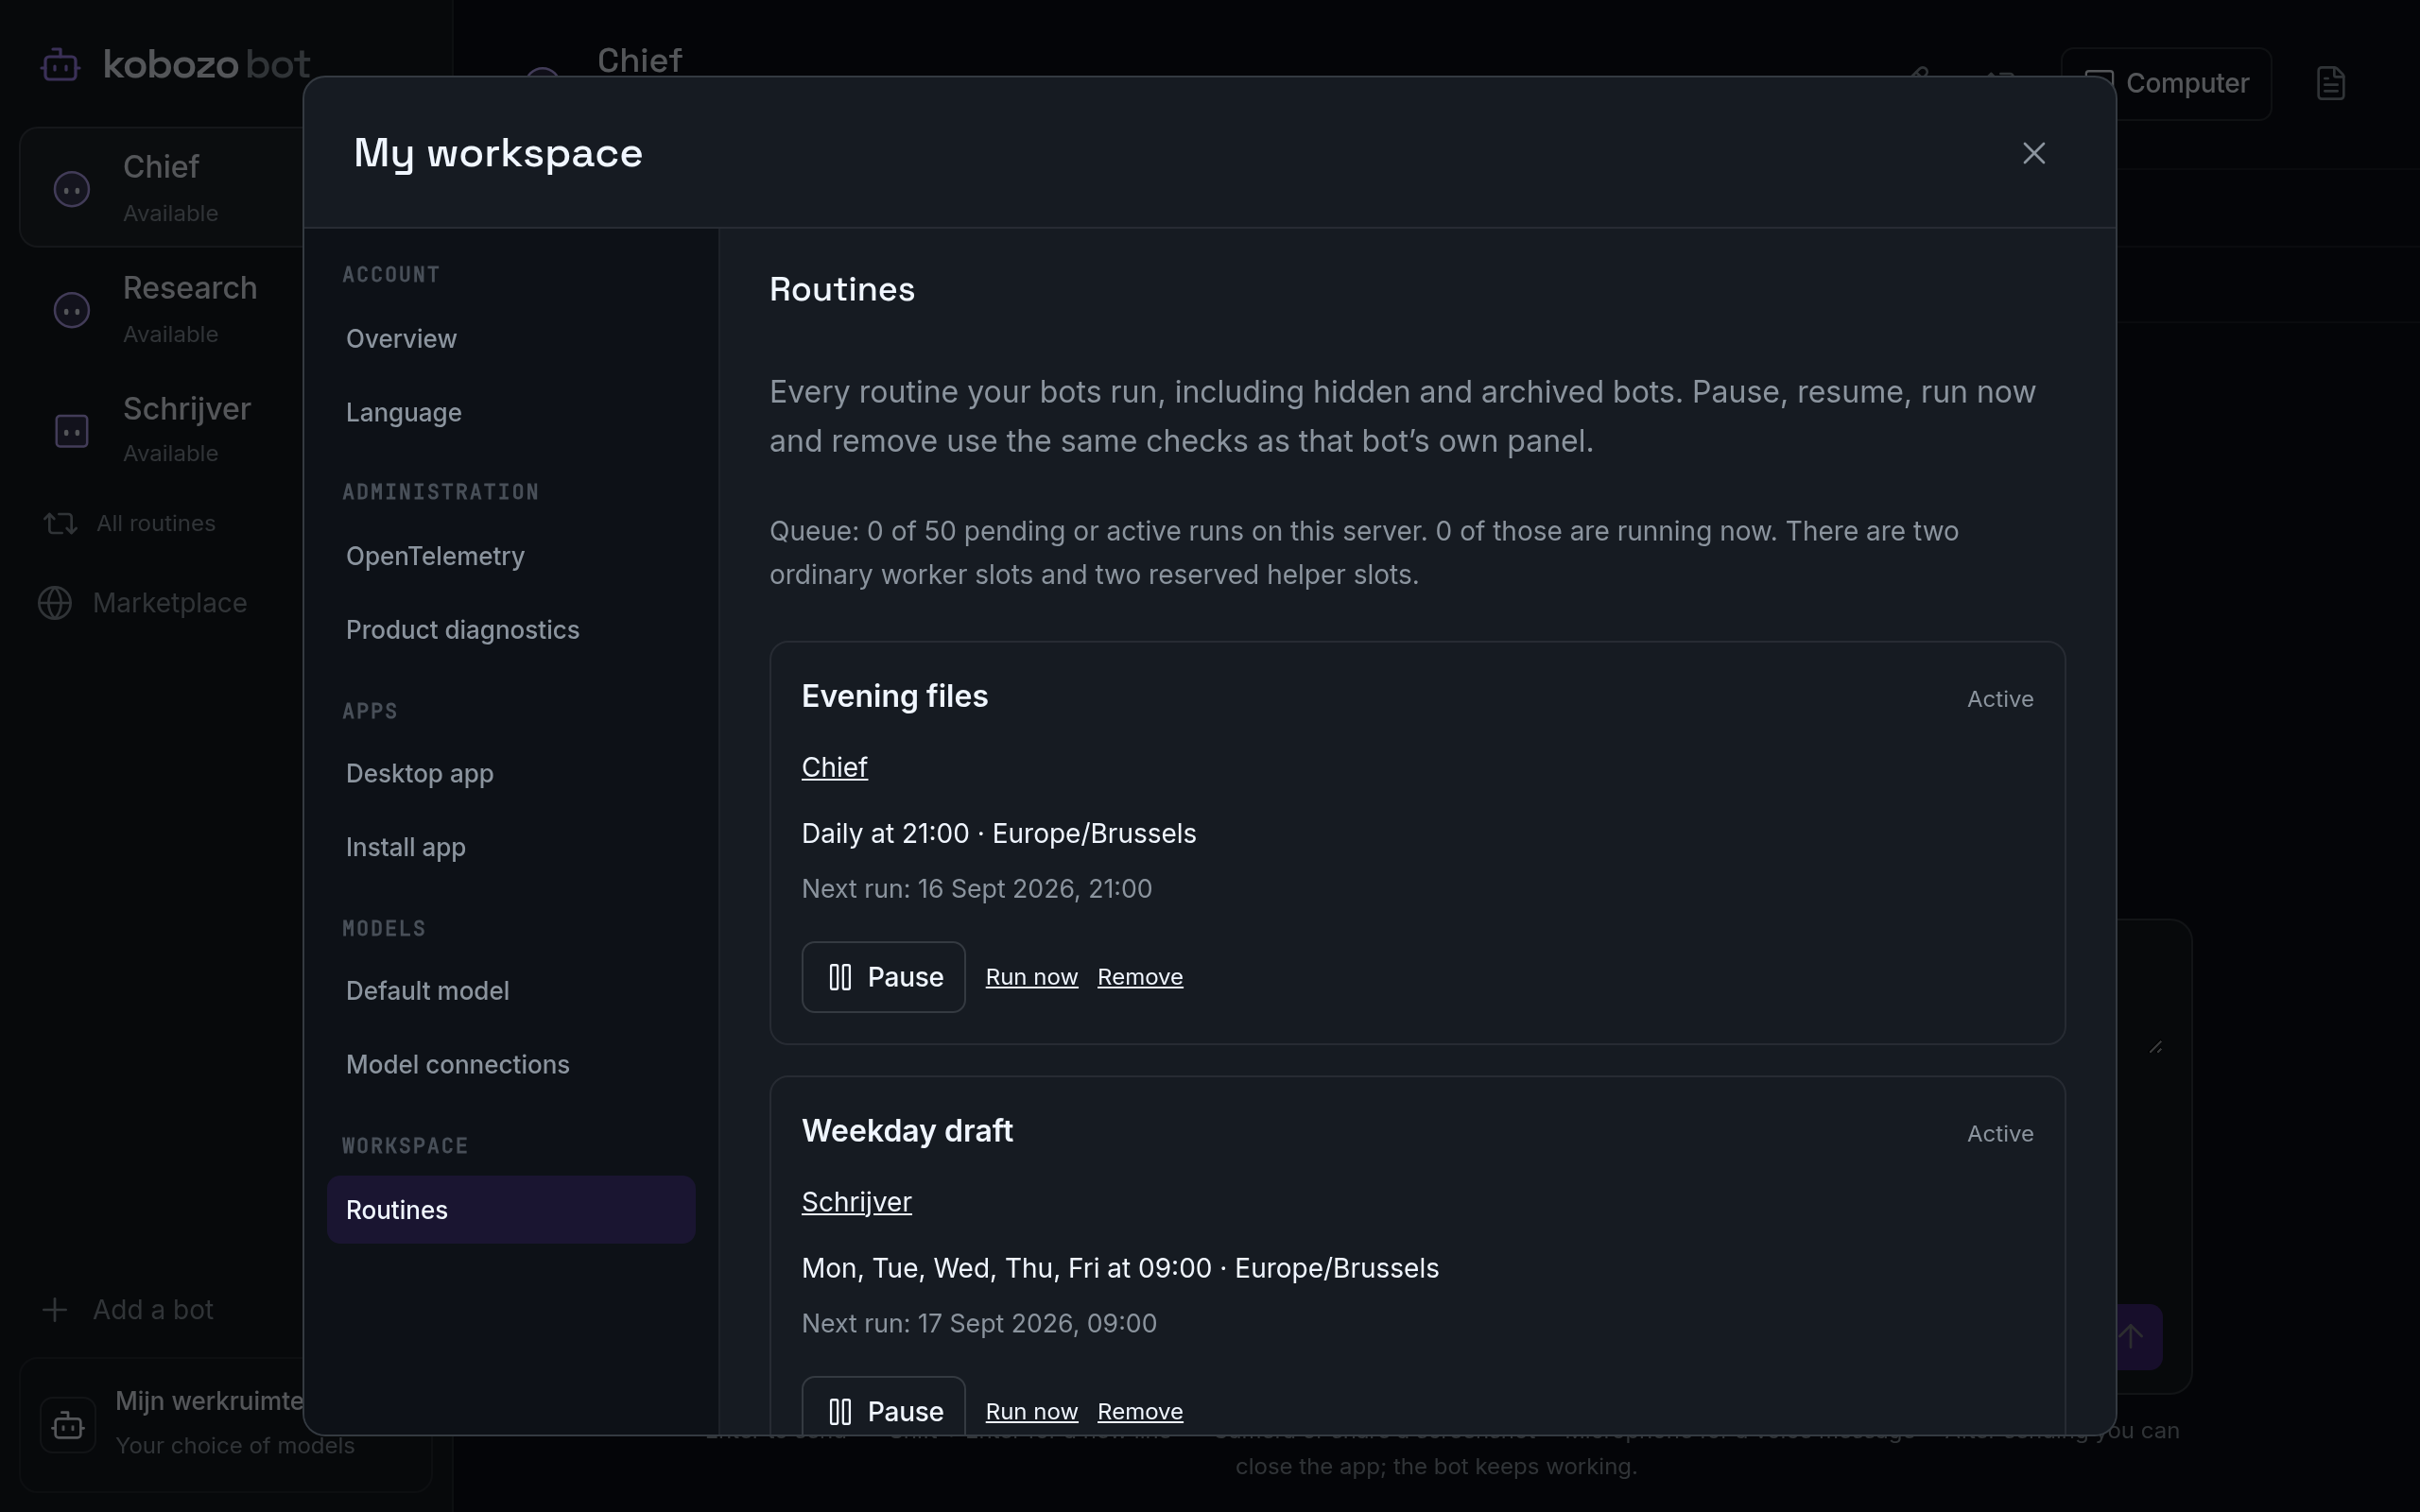 kobozo bot
Chief
Available
Research
Available
Schrijver
Available
All routines
Marketplace
Add a bot
Mijn werkruimte
Your choice of models
Chief
Computer
My workspace
ACCOUNT
Overview
Language
ADMINISTRATION
OpenTelemetry
Product diagnostics
APPS
Desktop app
Install app
MODELS
Default model
Model connections
WORKSPACE
Routines
Routines
Every routine your bots run, including hidden and archived bots. Pause, resume, run now
and remove use the same checks as that bot’s own panel.
Queue: 0 of 50 pending or active runs on this server. 0 of those are running now. There are two
ordinary worker slots and two reserved helper slots.
Evening files
Active
Chief
Daily at 21:00 · Europe/Brussels
Next run: 16 Sept 2026, 21:00
Pause Run now Remove
Weekday draft
Active
Schrijver
Mon, Tue, Wed, Thu, Fri at 09:00 · Europe/Brussels
Next run: 17 Sept 2026, 09:00
Pause Run now Remove
you can
close the app; the bot keeps working.